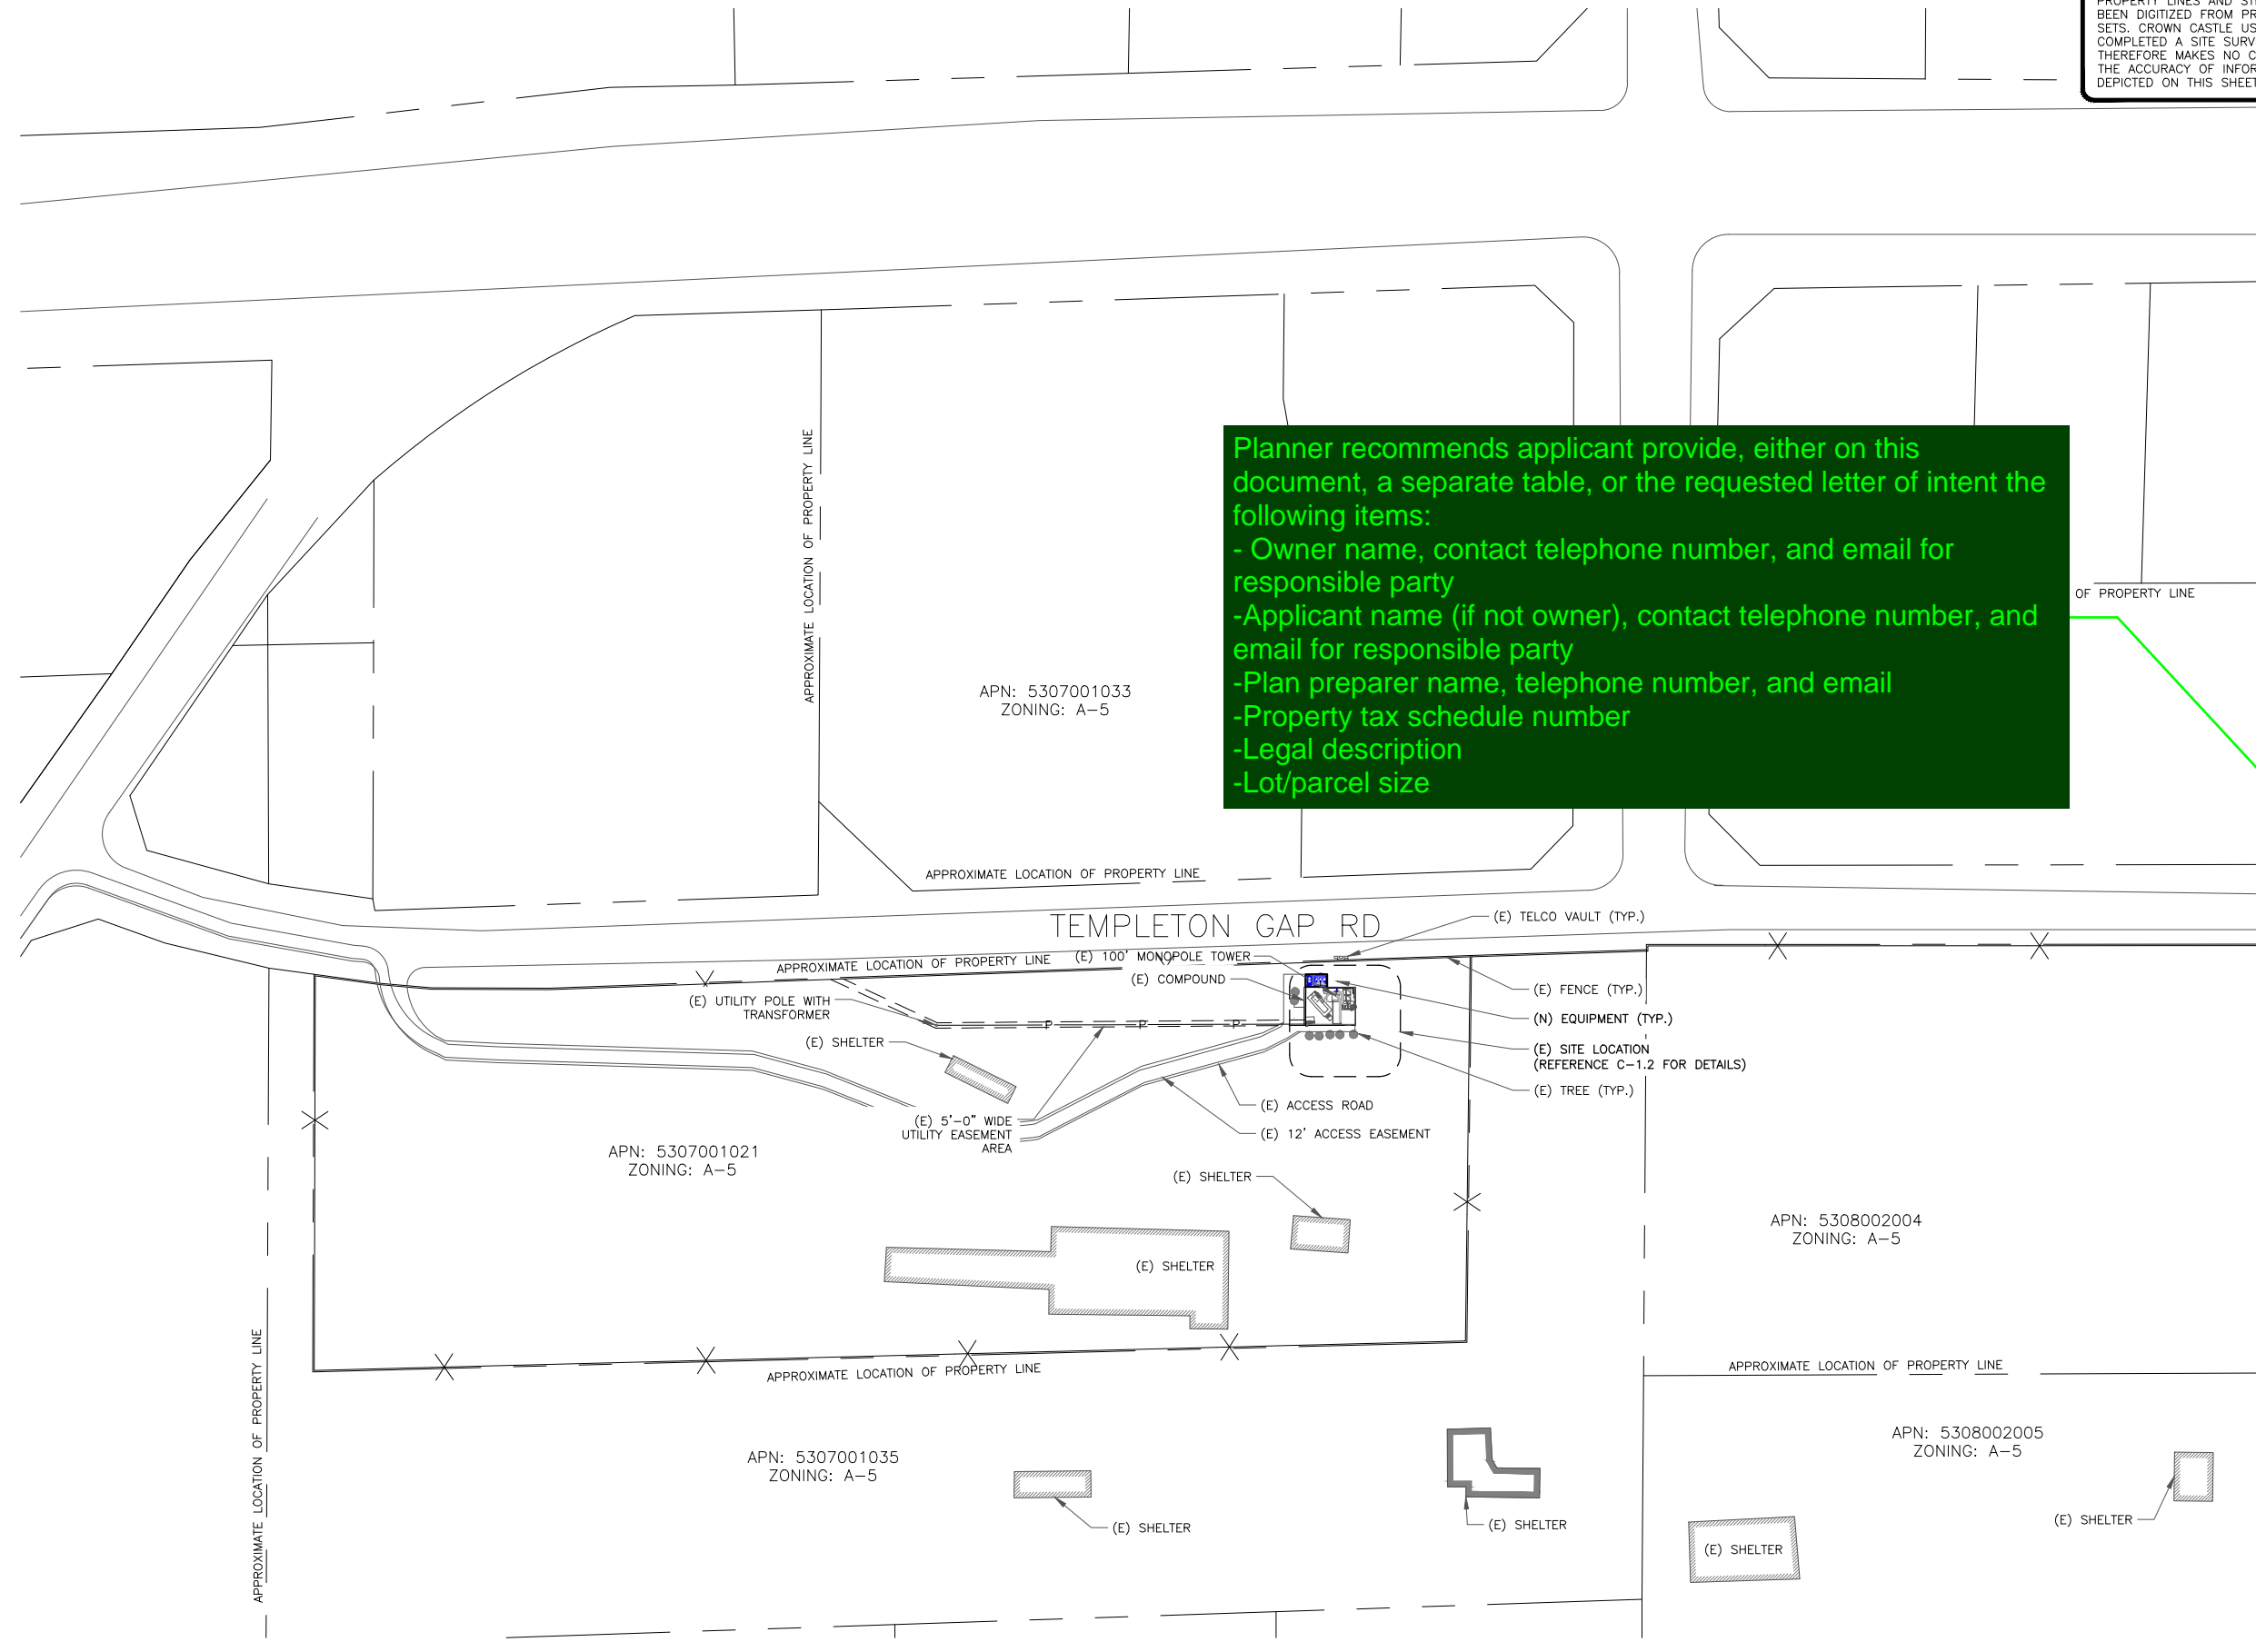 BEEN DIGITIZED FROM
SETS. CROWN CASTLE
COMPLETED A SITE
THEREFORE MAKES NO
THE ACCURACY OF
DEPICTED ON THIS SHEET
Planner recommends applicant provide, either on this
document, a separate table, or the requested letter of intent the
following items:
- Owner name, contact telephone number, and email for
responsible party
-Applicant name (if not owner), contact telephone number, and
email for responsible party
-Plan preparer name, telephone number, and email
-Property tax schedule number
-Legal description
-Lot/parcel size
OF PROPERTY LINE
APPROXIMATE LOCATION OF PROPERTY LINE
APN: 5307001033
ZONING: A-5
APPROXIMATE LOCATION OF PROPERTY LINE
TEMPLETON GAP RD
(E) TELCO VAULT (TYP.)
(E) 100' MONOPOLE TOWER
APPROXIMATE LOCATION OF PROPERTY LINE
(E) COMPOUND
(E) FENCE (TYP.)
(E) UTILITY POLE WITH
TRANSFORMER
(N) EQUIPMENT (TYP.)
P P P
(E) SHELTER
(E) SITE LOCATION
(REFERENCE C-1.2 FOR DETAILS)
(E) TREE (TYP.)
(E) ACCESS ROAD
(E) 5'-0" WIDE
UTILITY EASEMENT
AREA
(E) 12' ACCESS EASEMENT
APN: 5307001021
ZONING: A-5
(E) SHELTER
APN: 5308002004
ZONING: A-5
(E) SHELTER
APPROXIMATE LOCATION OF PROPERTY LINE
APPROXIMATE LOCATION OF PROPERTY LINE
APPROXIMATE LOCATION OF PROPERTY LINE
APN: 5307001035
ZONING: A-5
APN: 5308002005
ZONING: A-5
(E) SHELTER
(E) SHELTER
(E) SHELTER
(E) SHELTER